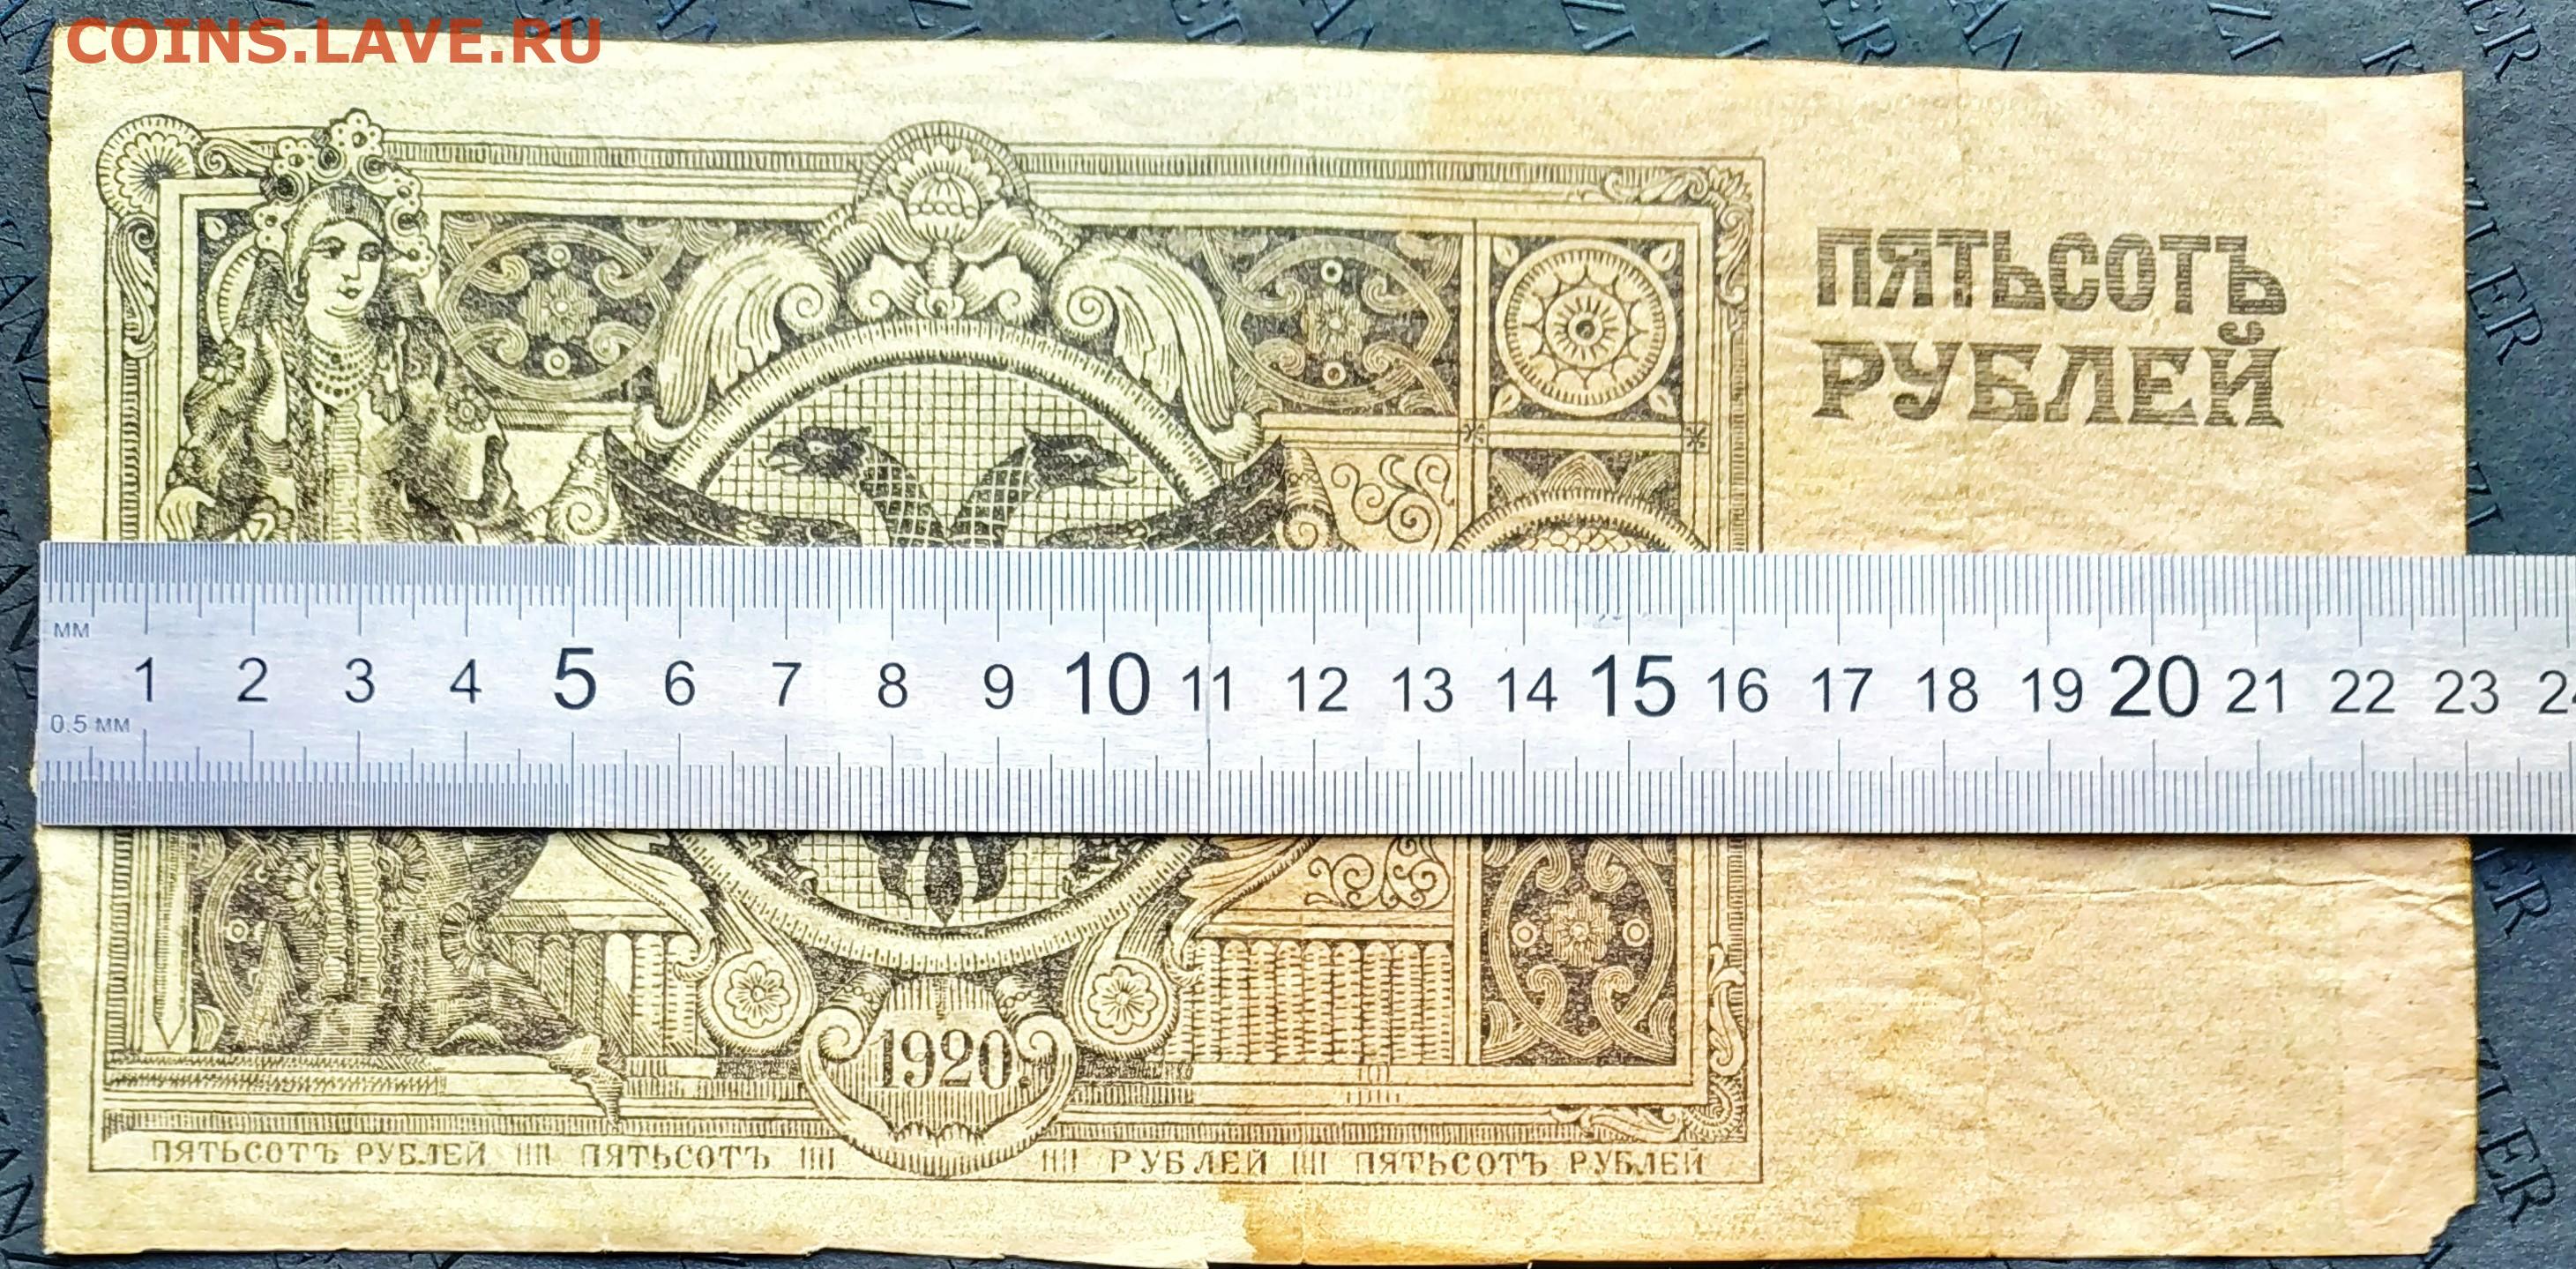 COINS.LAVE.RU
ПЯТЬСОТЪ
РУБЛЕЙ
мм
1 2 3 4 5 6 7 8 9 10 11 12 13 14 15 16 17 18 19 20 21 22 23
0.5 мм
1920.
ПЯТЬСОТЪ РУБЛЕЙ ПЯТЬСОТЪ РУБЛЕЙ ПЯТЬСОТЪ РУБЛЕЙ